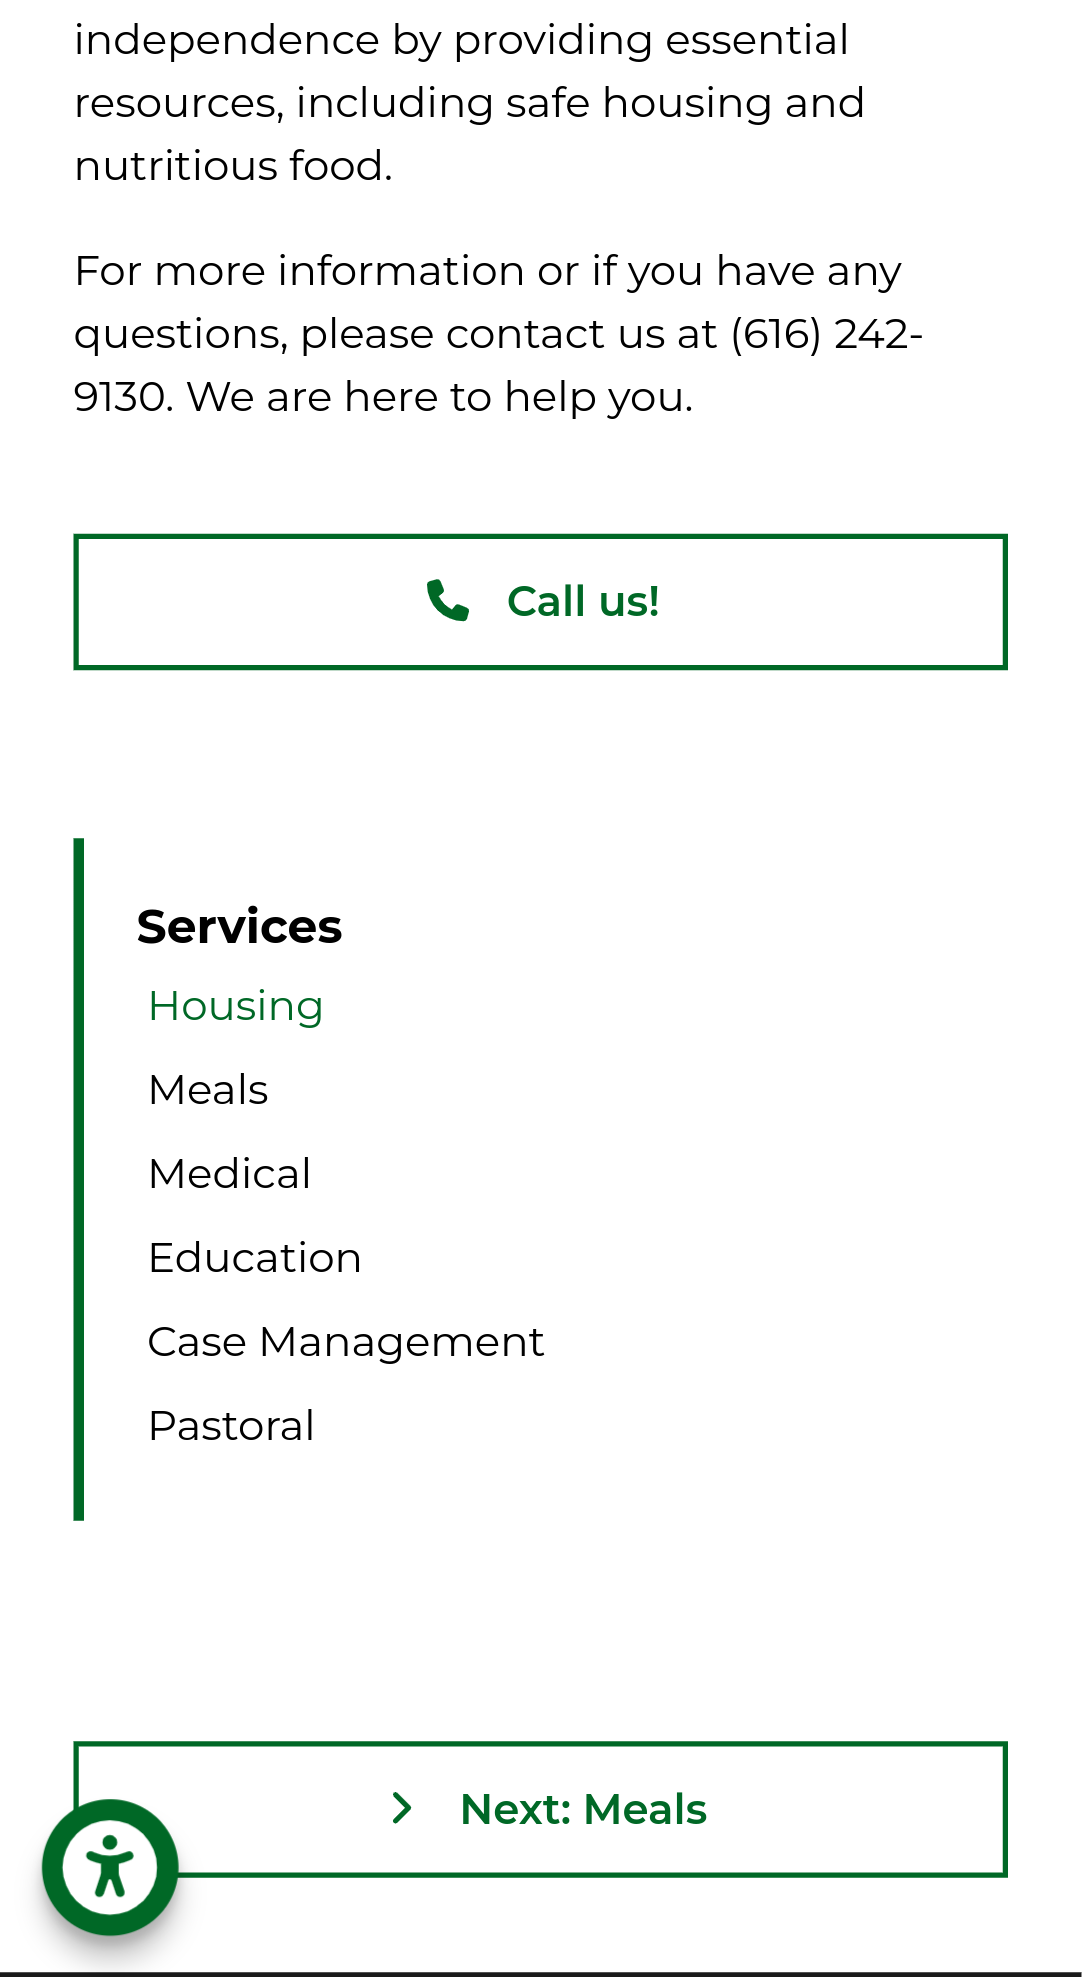 independence by providing essential
resources, including safe housing and
nutritious food.
For more information or if you have any
questions, please contact us at (616) 242-
9130. We are here to help you.
Call us!
Services
Housing
Meals
Medical
Education
Case Management
Pastoral
Next: Meals